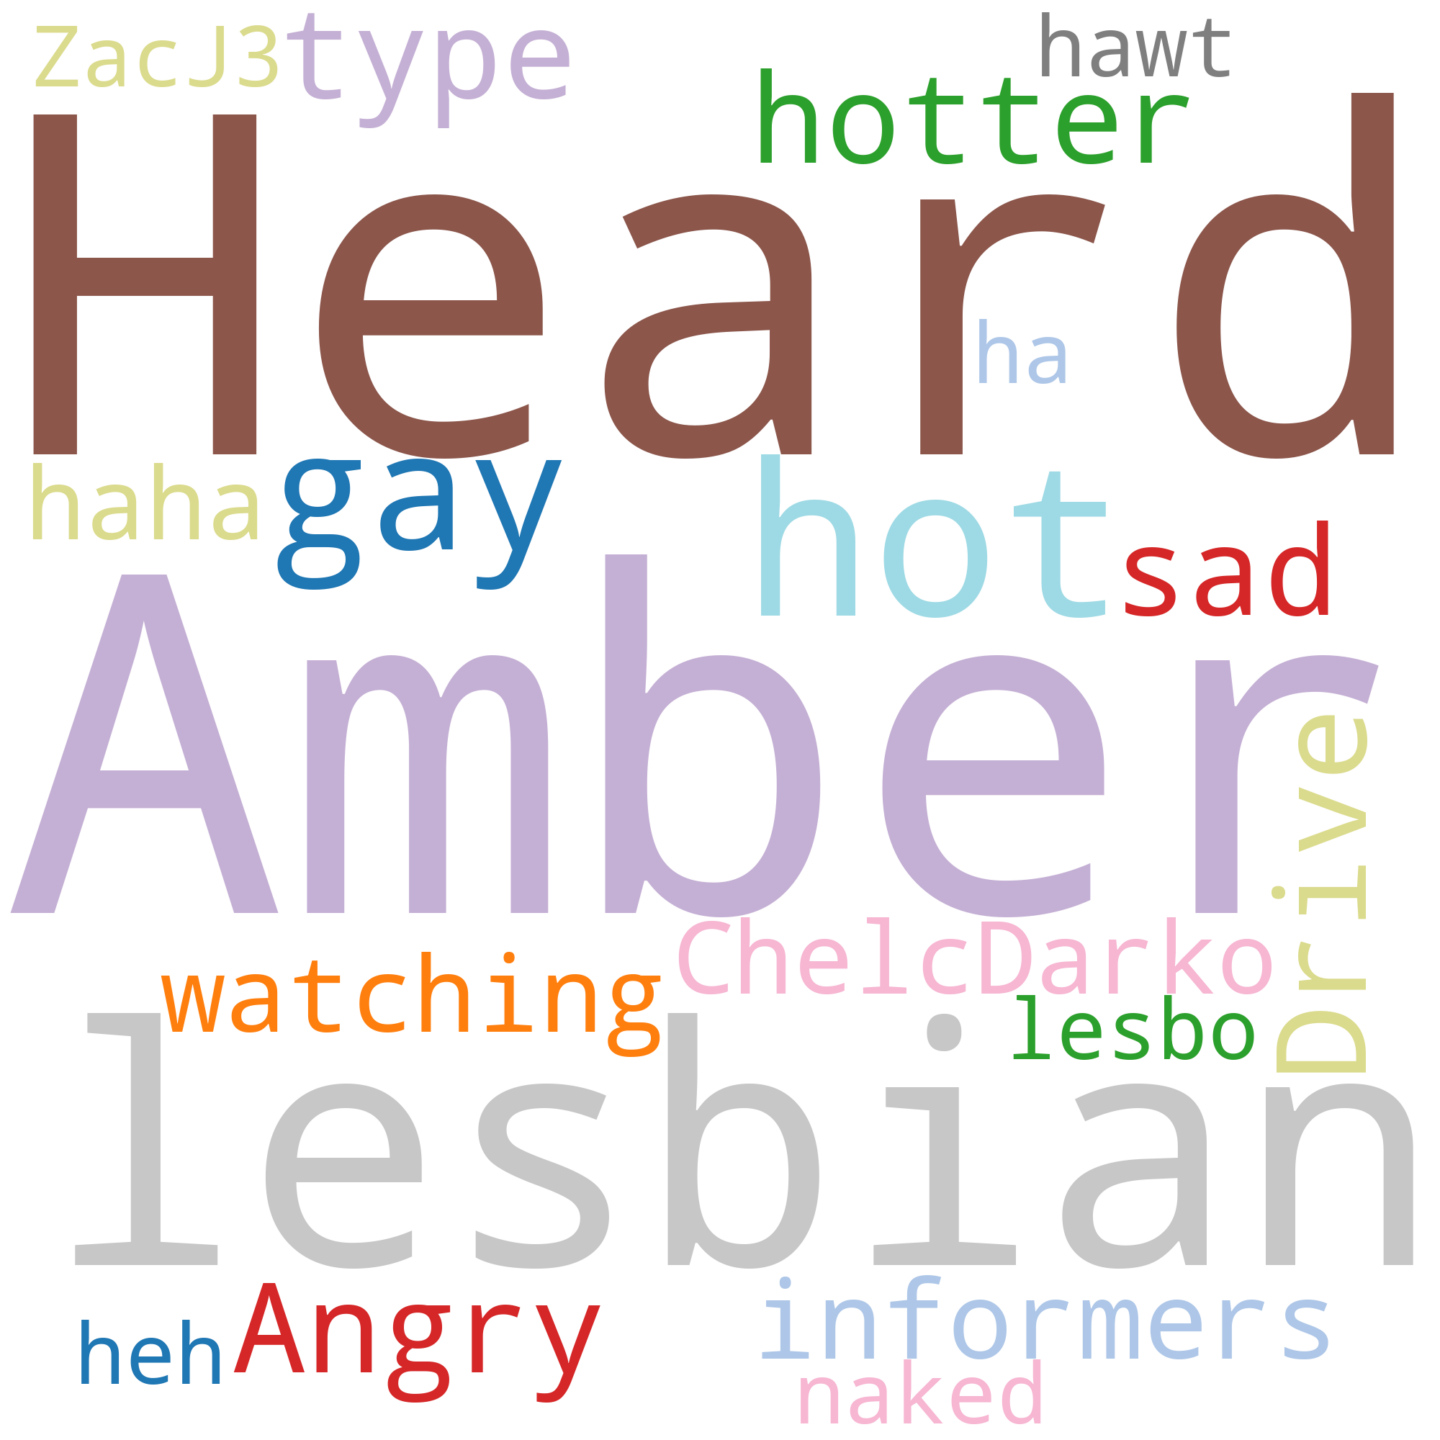 ZacJ3 type hawt
hotter
Heard
ha
haha gay hot sad
Amber
Drive
ChelcDarko
watching lesbo
lesbian
heh Angry informers
naked